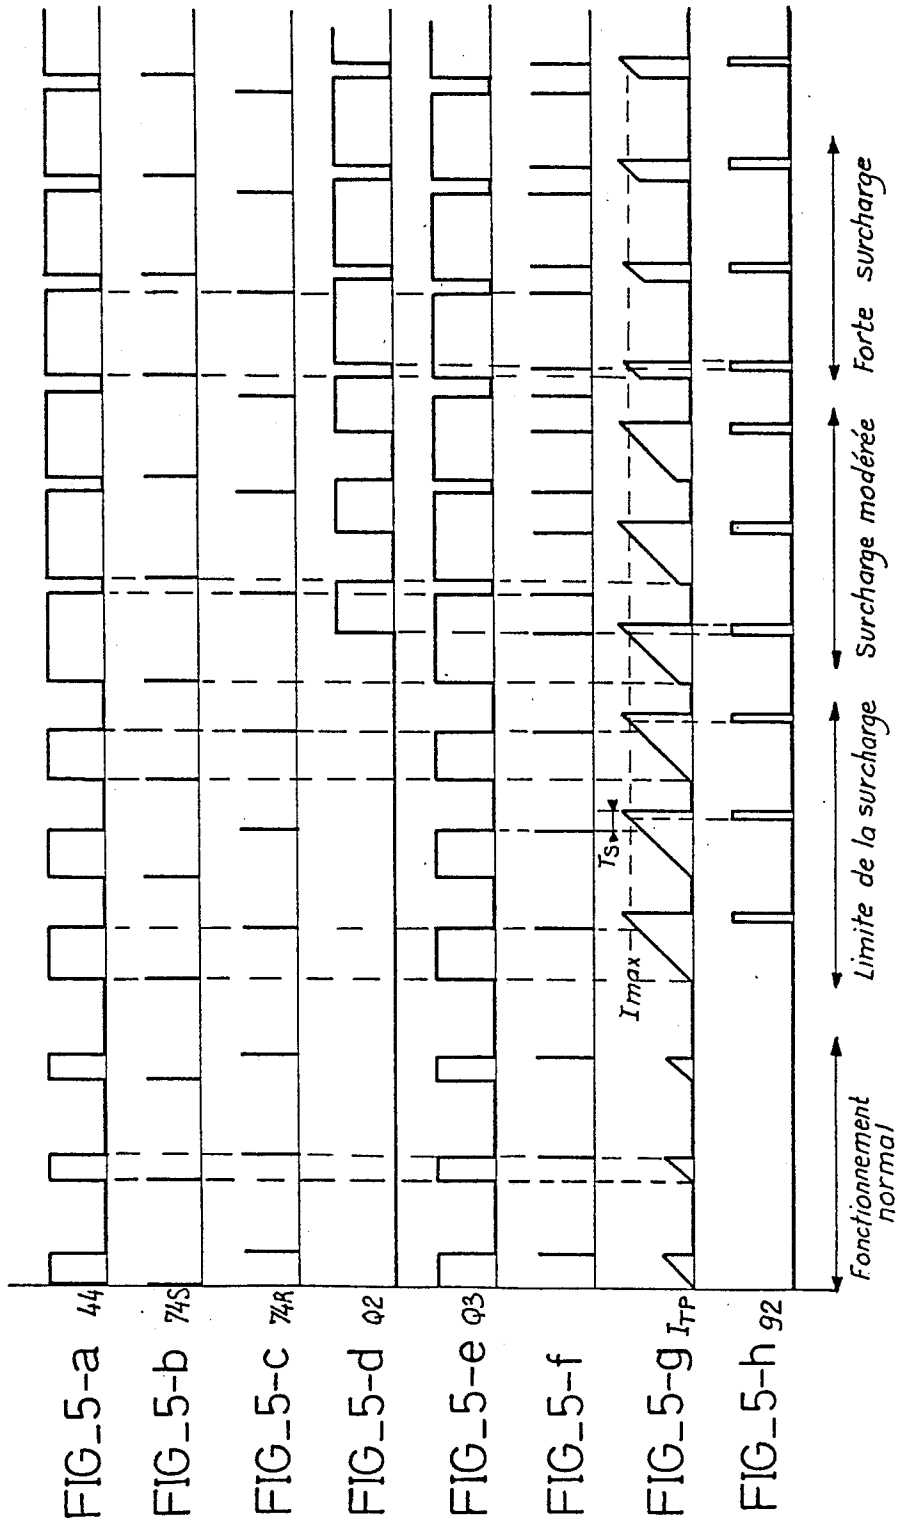 FIG_5-a 44
FIG_5-b 74S
FIG_5-c 74R
FIG_5-d Q2
FIG_5-e Q3
FIG_5-f
FIG_5-g ITP
Imax
TS
FIG_5-h 92
Fonctionnement
normal
Limite de la surcharge
Surcharge modérée
Forte surcharge